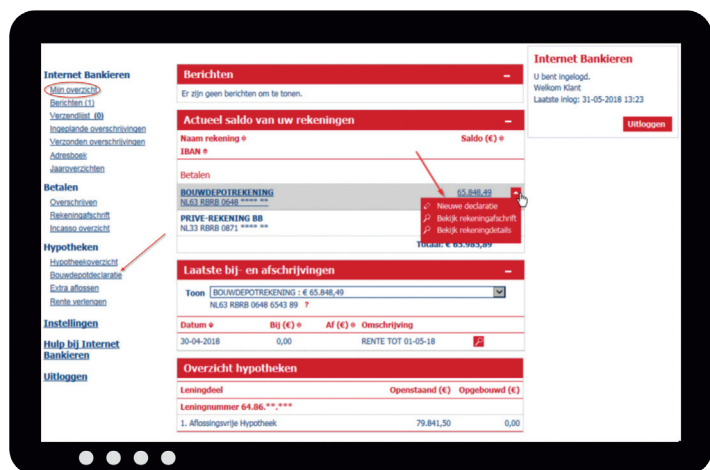 Internet Bankieren
Mijn overzicht
Berichten (1)
Verzendlijst (0)
Ingeplande overschrijvingen
Verzonden overschrijvingen
Adresboek
Jaaroverzichten
Betalen
Overschrijven
Rekeningafschrift
Incasso overzicht
Hypotheken
Hypotheekoverzicht
Bouwdepotdeclaratie
Extra aflossen
Rente verlengen
Instellingen
Hulp bij Internet
Bankieren
Uitloggen
Berichten –
Er zijn geen berichten om te tonen.
Actueel saldo van uw rekeningen –
Naam rekening Saldo (€)
IBAN
Betalen
BOUWDEPOTREKENING 65.848,49
NL63 RBRB 0648 **** **
PRIVE-REKENING BB
NL33 RBRB 0871 **** **
Nieuwe declaratie
Bekijk rekeningafschrift
Bekijk rekeningdetails
Totaal: € 65.985,89
Laatste bij- en afschrijvingen –
Toon BOUWDEPOTREKENING : € 65.848,49
NL63 RBRB 0648 6543 89 ?
Datum Bij (€) Af (€) Omschrijving
30-04-2018 0,00 RENTE TOT 01-05-18
Overzicht hypotheken
Leningdeel Openstaand (€) Opgebouwd (€)
Leningnummer 64.86.**.***
1. Aflossingsvrije Hypotheek 79.841,50 0,00
Internet Bankieren
U bent ingelogd.
Welkom Klant
Laatste inlog: 31-05-2018 13:23
Uitloggen